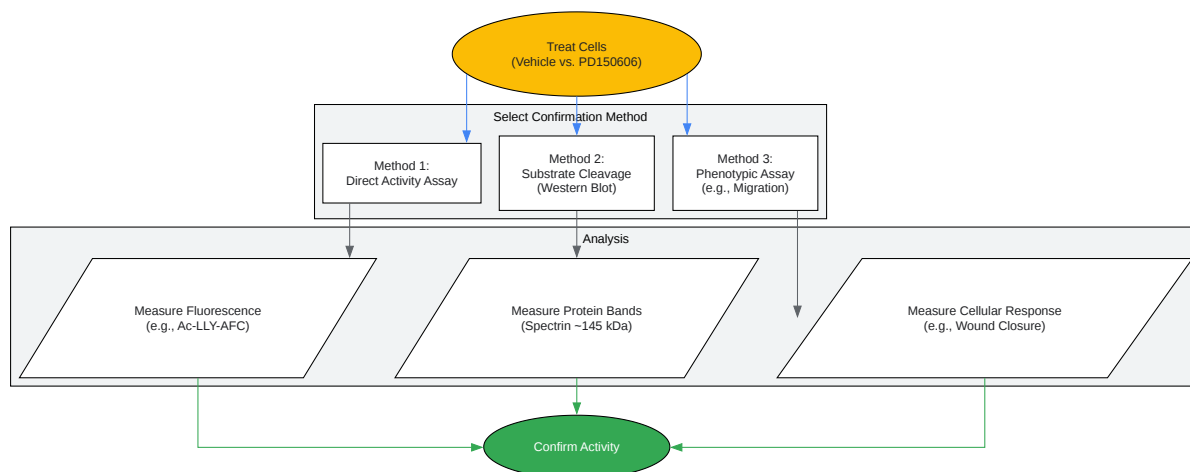 Treat Cells
(Vehicle vs. PD150606)
Select Confirmation Method
Method 1:
Direct Activity Assay
Method 2:
Substrate Cleavage
(Western Blot)
Method 3:
Phenotypic Assay
(e.g., Migration)
Analysis
Measure Fluorescence
(e.g., Ac-LLY-AFC)
Measure Protein Bands
(Spectrin ~145 kDa)
Measure Cellular Response
(e.g., Wound Closure)
Confirm Activity